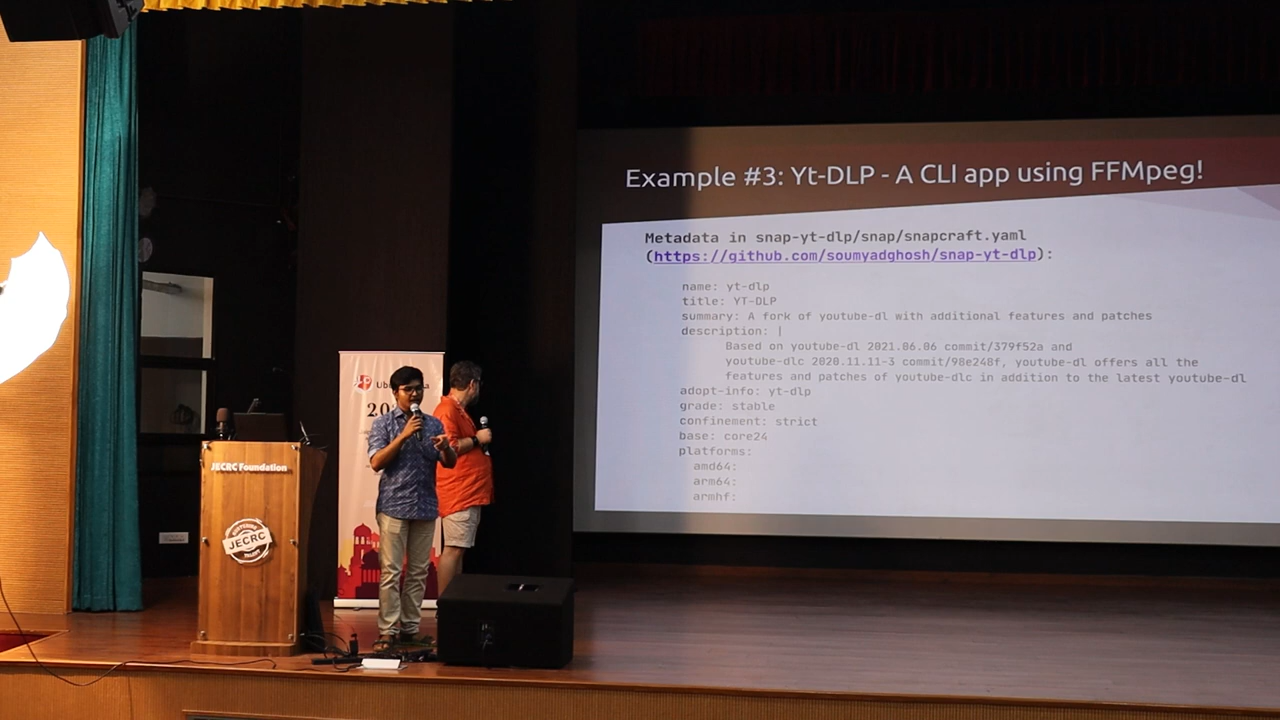 Example #3: Yt-DLP - A CLI app using FFMpeg!
Metadata in snap-yt-dlp/snap/snapcraft.yaml
(https://github.com/soumyadghosh/snap-yt-dlp):
name: yt-dlp
title: YT-DLP
summary: A fork of youtube-dl with additional features and patches
description: |
Based on youtube-dl 2021.06.06 commit/379f52a and
youtube-dlc 2020.11.11-3 commit/98e248f, youtube-dl offers all the
features and patches of youtube-dlc in addition to the latest youtube-dl
adopt-info: yt-dlp
grade: stable
confinement: strict
base: core24
platforms:
amd64:
arm64:
armhf:
JECRC Foundation
JECRC